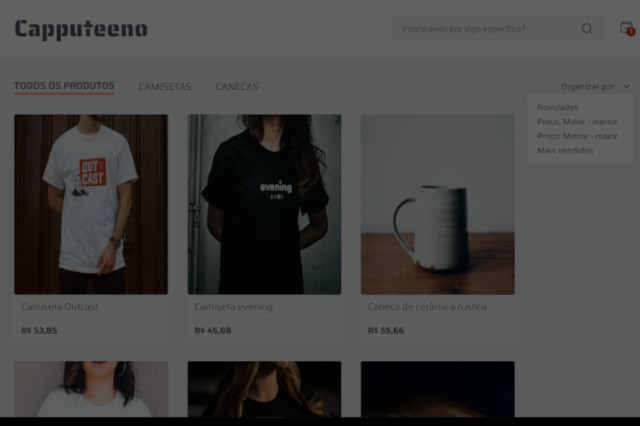 Capputeeno
Procurando por algo específico?
1
TODOS OS PRODUTOS
CAMISETAS
CANECAS
Organizar por
Novidades
Preço: Maior - menor
Preço: Menor - maior
Mais vendidos
OUT
CAST
evening
Camiseta Outcast
Camiseta evening
Caneca de cerâmica rústica
R$ 53,85
R$ 45,88
R$ 55,66